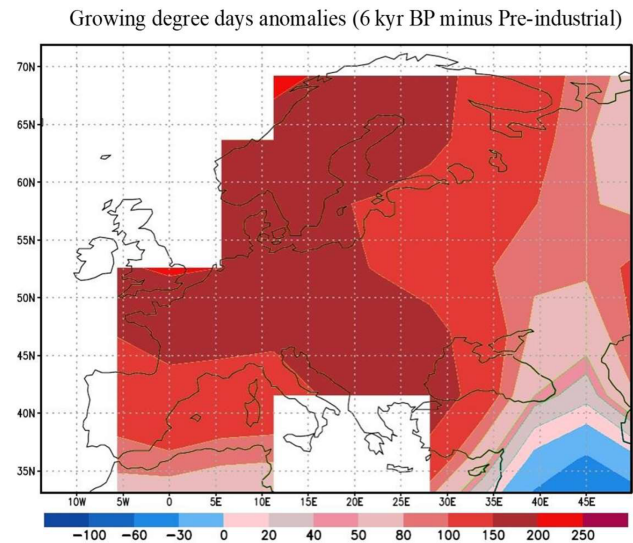 Growing degree days anomalies (6 kyr BP minus Pre-industrial)
70N
65N
60N
55N
50N
45N
40N
35N
10W 5W 0 5E 10E 15E 20E 25E 30E 35E 40E 45E
-100 -60 -30 0 20 40 50 80 100 150 200 250